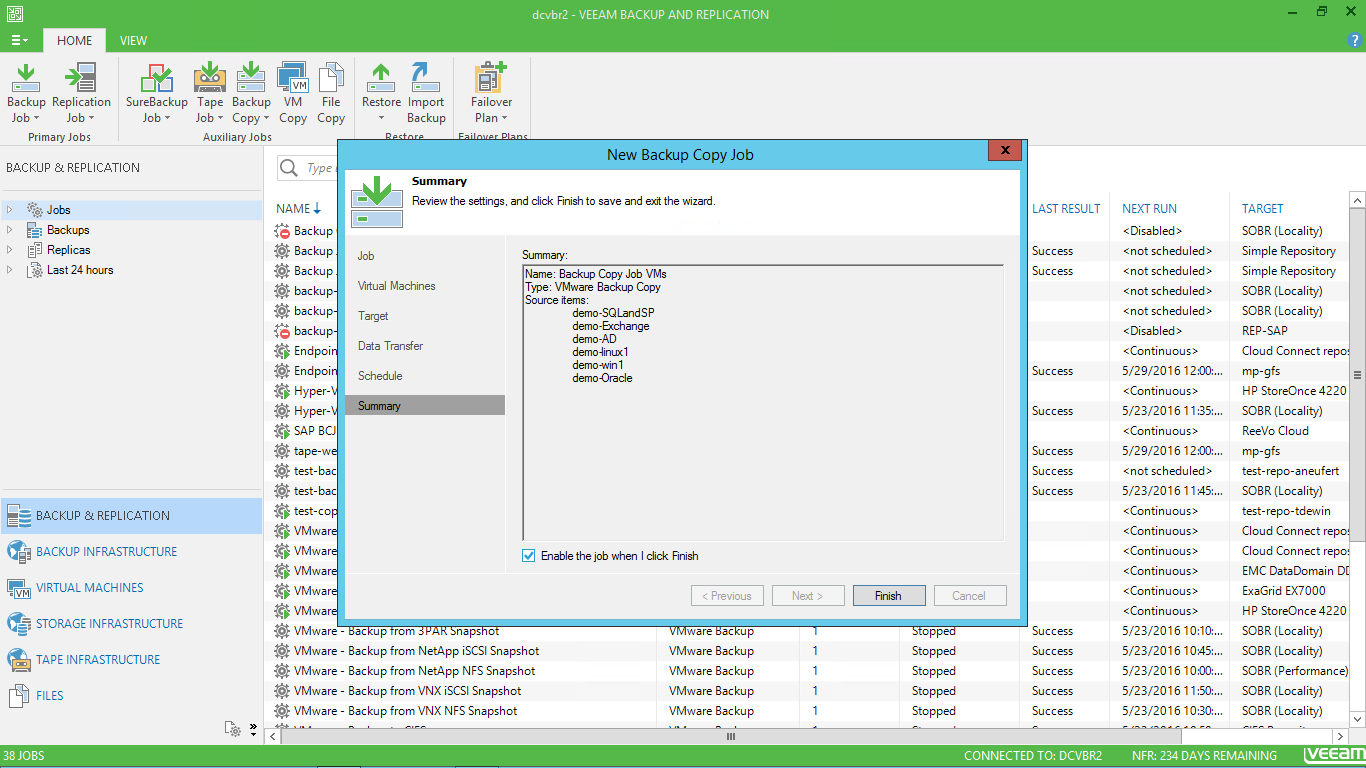 dcvbr2 - VEEAM BACKUP AND REPLICATION
HOME VIEW
Backup Job
Replication Job
SureBackup Job
Tape Job
Backup Copy
VM Copy
File Copy
Restore
Import Backup
Failover Plan
Primary Jobs
Auxiliary Jobs
Restore
Failover Plans
BACKUP & REPLICATION
Jobs
Backups
Replicas
Last 24 hours
BACKUP & REPLICATION
BACKUP INFRASTRUCTURE
VIRTUAL MACHINES
STORAGE INFRASTRUCTURE
TAPE INFRASTRUCTURE
FILES
Type
NAME LAST RESULT NEXT RUN TARGET
Backup <Disabled> SOBR (Locality)
Backup Success <not scheduled> Simple Repository
Backup Success <not scheduled> Simple Repository
backup- <not scheduled> SOBR (Locality)
backup- <not scheduled> SOBR (Locality)
backup- <Disabled> REP-SAP
Endpoin <Continuous> Cloud Connect repos
Endpoin Success 5/29/2016 12:00:... mp-gfs
Hyper-V <Continuous> HP StoreOnce 4220
Hyper-V Success 5/23/2016 11:35:... SOBR (Locality)
SAP BCJ <Continuous> ReeVo Cloud
tape-we Success 5/29/2016 12:00:... mp-gfs
test-bac Success <not scheduled> test-repo-aneufert
test-bac Success 5/23/2016 11:45:... SOBR (Locality)
test-cop <Continuous> test-repo-tdewin
VMware <Continuous> Cloud Connect repos
VMware <Continuous> Cloud Connect repos
VMware <Continuous> EMC DataDomain DD
VMware <Continuous> ExaGrid EX7000
VMware <Continuous> HP StoreOnce 4220
VMware - Backup from 3PAR Snapshot VMware Backup 1 Stopped Success 5/23/2016 10:10:... SOBR (Locality)
VMware - Backup from NetApp iSCSI Snapshot VMware Backup 1 Stopped Success 5/23/2016 10:45:... SOBR (Locality)
VMware - Backup from NetApp NFS Snapshot VMware Backup 1 Stopped Success 5/23/2016 10:00:... SOBR (Performance)
VMware - Backup from VNX iSCSI Snapshot VMware Backup 1 Stopped Success 5/23/2016 11:50:... SOBR (Locality)
VMware - Backup from VNX NFS Snapshot VMware Backup 1 Stopped Success 5/23/2016 10:30:... SOBR (Locality)
New Backup Copy Job
x
Summary
Review the settings, and click Finish to save and exit the wizard.
Job
Virtual Machines
Target
Data Transfer
Schedule
Summary
Summary:
Name: Backup Copy Job VMs
Type: VMware Backup Copy
Source items:
demo-SQLandSP
demo-Exchange
demo-AD
demo-linux1
demo-win1
demo-Oracle
Enable the job when I click Finish
< Previous Next > Finish Cancel
38 JOBS CONNECTED TO: DCVBR2 NFR: 234 DAYS REMAINING veeam